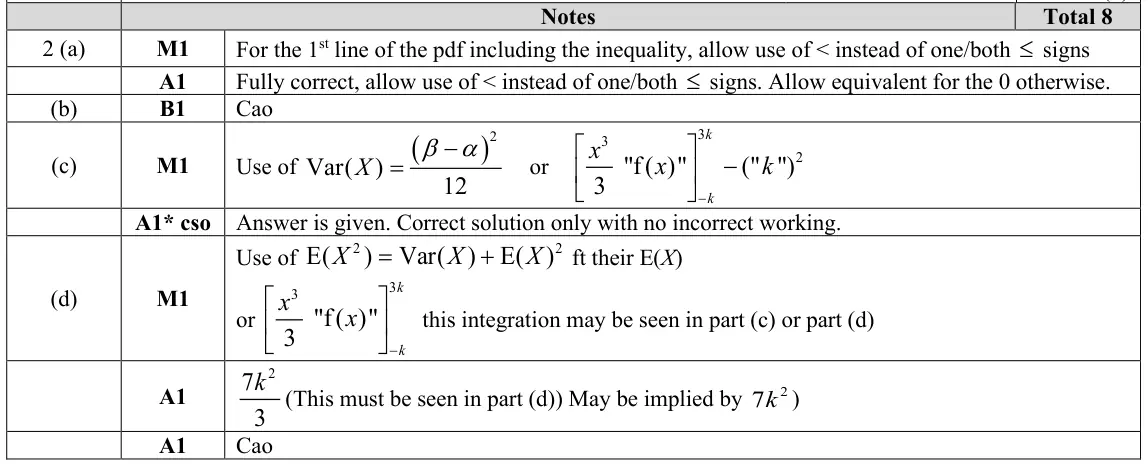 Notes Total 8
2 (a) M1 For the 1st line of the pdf including the inequality, allow use of < instead of one/both ≤ signs
A1 Fully correct, allow use of < instead of one/both ≤ signs. Allow equivalent for the 0 otherwise.
(b) B1 Cao
(c) M1 Use of Var(X) = (β − α)²/12 or [x³/3 "f(x)"]_{−k}^{3k} − ("k")²
A1* cso Answer is given. Correct solution only with no incorrect working.
Use of E(X²) = Var(X) + E(X)² ft their E(X)
(d) M1 or [x³/3 "f(x)"]_{−k}^{3k} this integration may be seen in part (c) or part (d)
A1 7k²/3 (This must be seen in part (d)) May be implied by 7k² )
A1 Cao